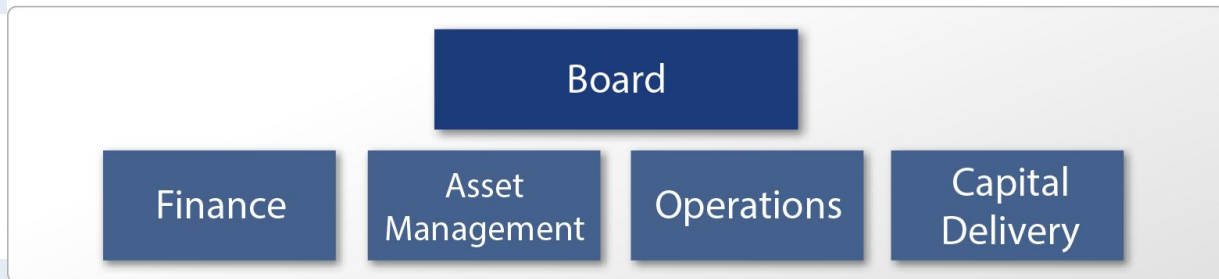 Board
Finance
Asset
Management
Operations
Capital
Delivery